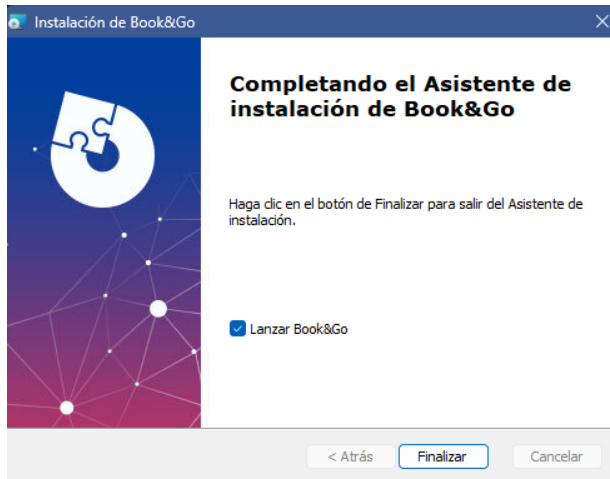 Instalación de Book&Go
Completando el Asistente de
instalación de Book&Go
Haga clic en el botón de Finalizar para salir del Asistente de
instalación.
Lanzar Book&Go
< Atrás
Finalizar
Cancelar